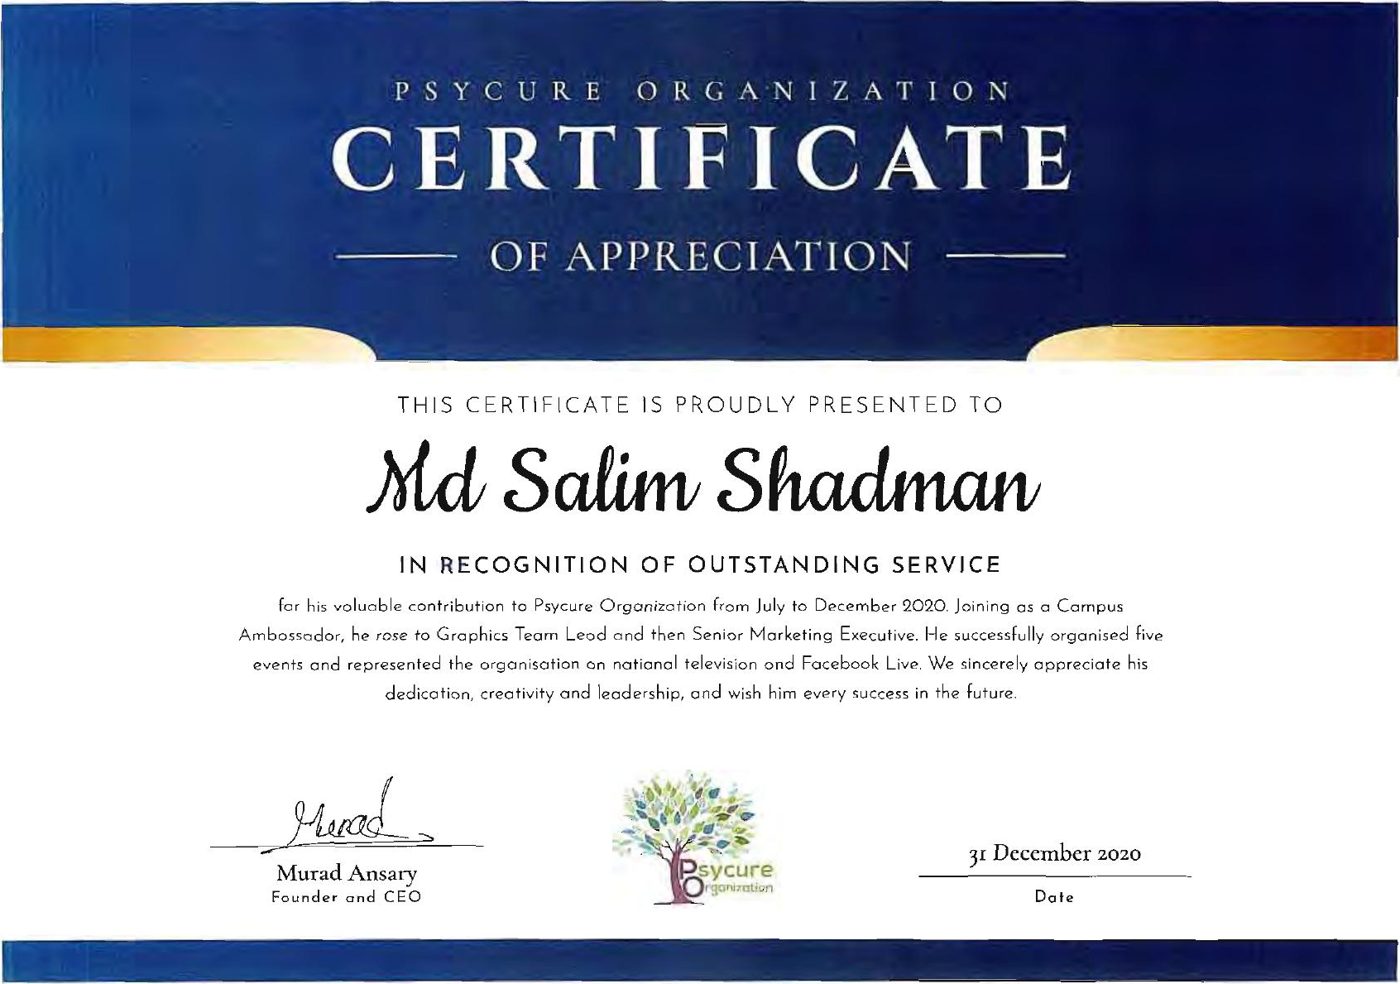 PSYCURE ORGANIZATION
CERTIFICATE
OF APPRECIATION
THIS CERTIFICATE IS PROUDLY PRESENTED TO
Md Salim Shadman
IN RECOGNITION OF OUTSTANDING SERVICE
for his valuable contribution to Psycure Organization from July to December 2020. Joining as a Campus
Ambassador, he rose to Graphics Team Lead and then Senior Marketing Executive. He successfully organised five
events and represented the organisation on national television and Facebook Live. We sincerely appreciate his
dedication, creativity and leadership, and wish him every success in the future.
Murad
Murad Ansary
Founder and CEO
Psycure
Organization
31 December 2020
Date